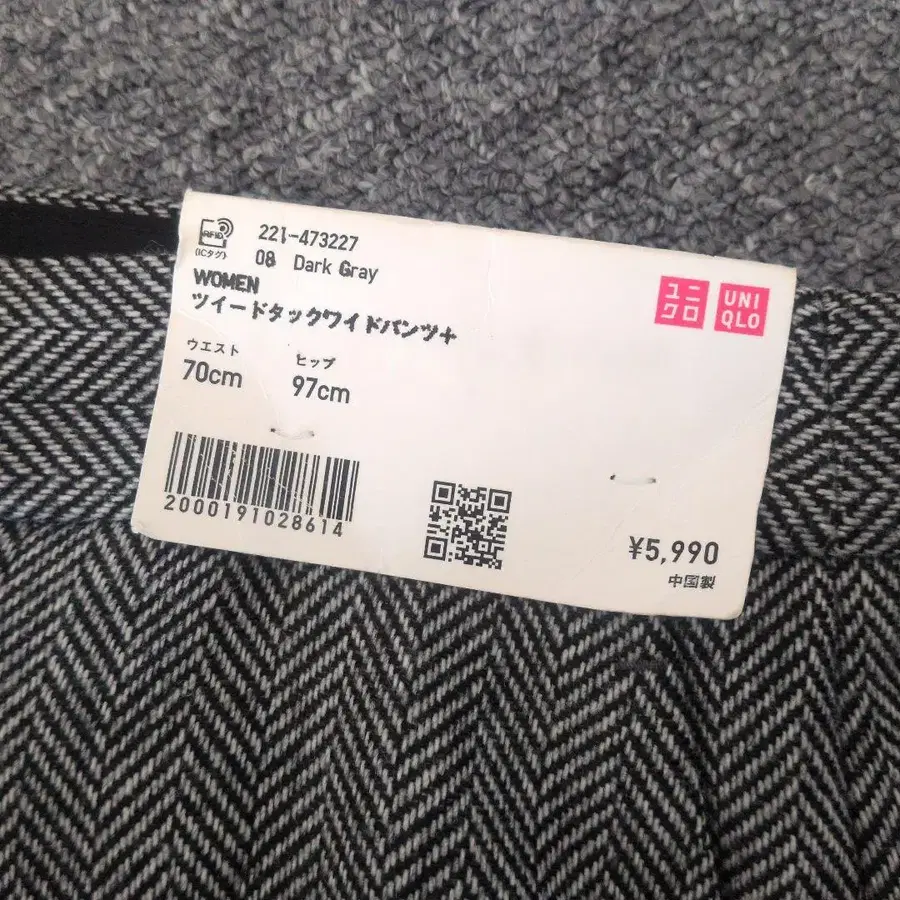 RFID
(ICタグ)
221-473227
08 Dark Gray
WOMEN
ツイードタックワイドパンツ+
ウエスト ヒップ
70cm 97cm
2000191028614
ユニクロ
UNIQLO
¥5,990
中国製